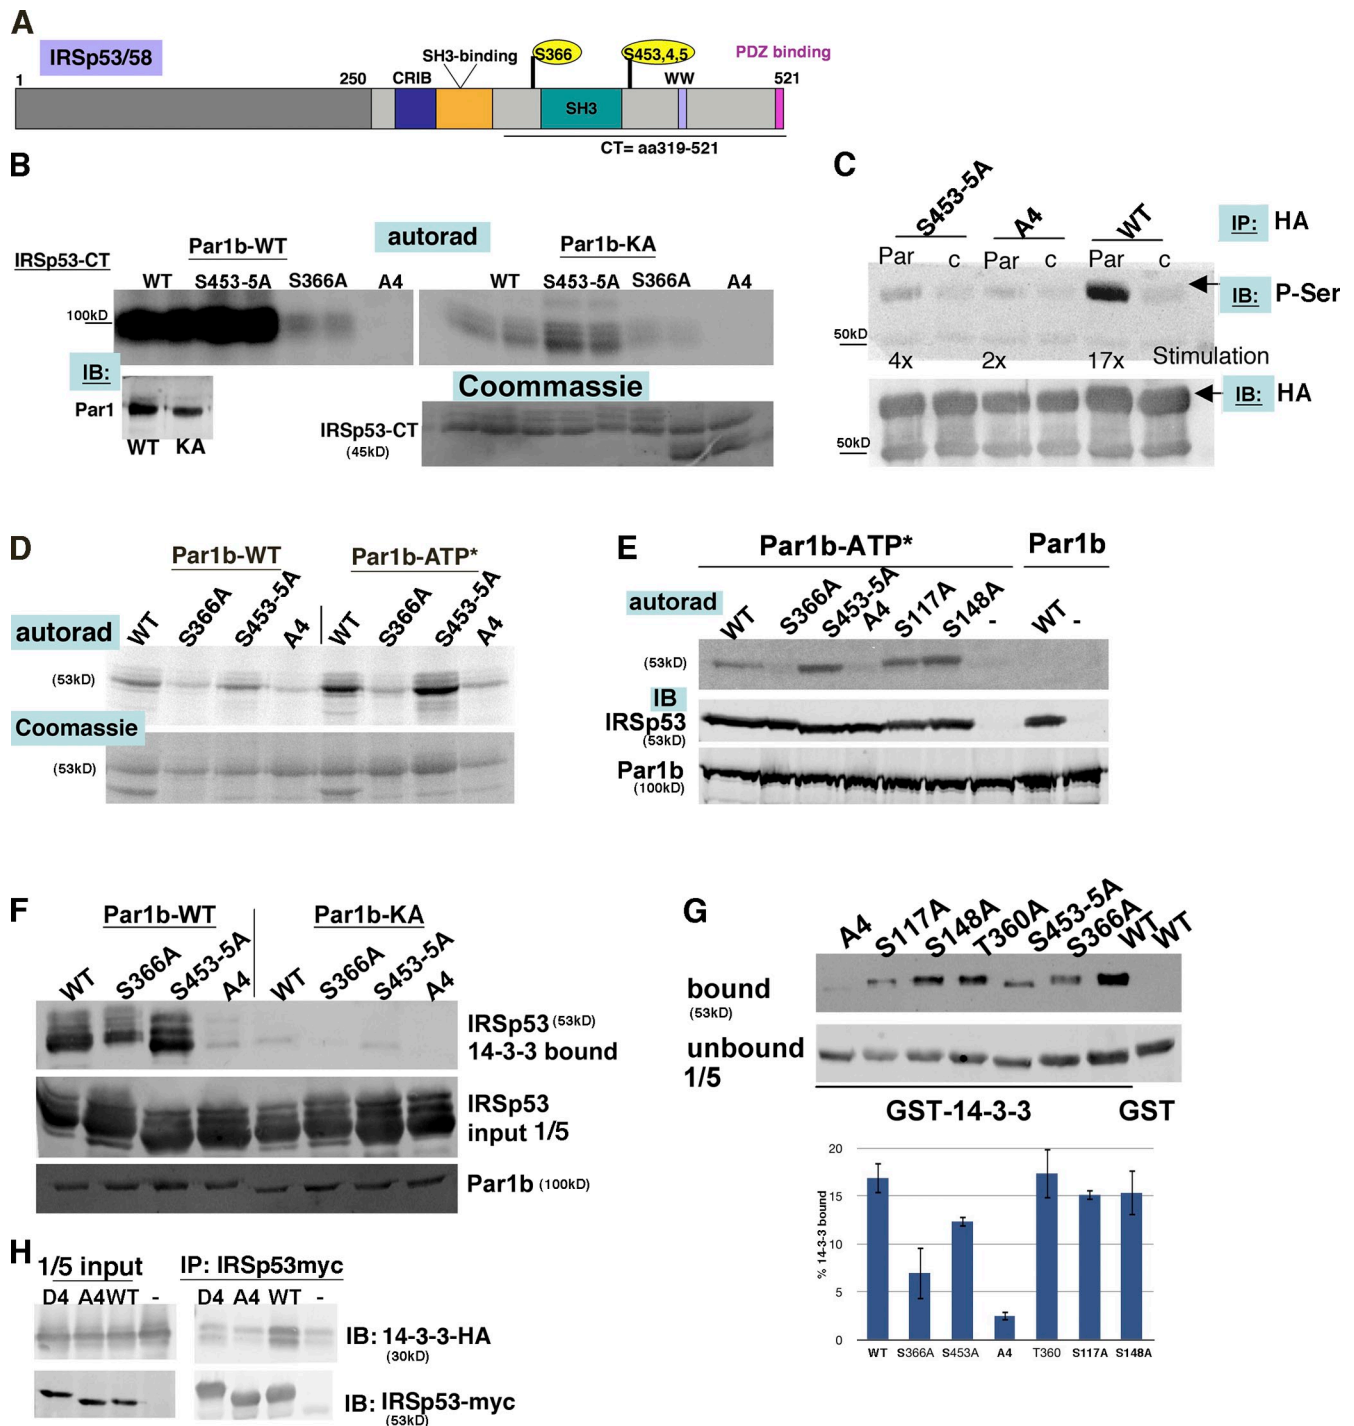 A
IRSp53/58
SH3-binding
S366
S453,4,5
PDZ binding
1
250
CRIB
WW
521
SH3
CT= aa319-521
B
autorad
Par1b-WT
Par1b-KA
IRSp53-CT
WT S453-5A S366A A4
WT S453-5A S366A A4
100kD
IB:
Par1
WT KA
Coommassie
IRSp53-CT
(45kD)
C
S453-5A A4 WT
IP: HA
Par c Par c Par c
IB: P-Ser
50kD
4x 2x 17x Stimulation
IB: HA
50kD
D
Par1b-WT Par1b-ATP*
autorad
WT S366A S453-5A A4 WT S366A S453-5A A4
(53kD)
Coomassie
(53kD)
E
Par1b-ATP* Par1b
autorad
WT S366A S453-5A A4 S117A S148A - WT -
(53kD)
IB
IRSp53
(53kD)
Par1b
(100kD)
F
Par1b-WT Par1b-KA
WT S366A S453-5A A4 WT S366A S453-5A A4
IRSp53 (53kD)
14-3-3 bound
IRSp53
input 1/5
Par1b (100kD)
G
A4 S117A S148A T360A S453-5A S366A WT WT
bound
(53kD)
unbound
1/5
GST-14-3-3 GST
% 14-3-3 bound
20
15
10
5
0
WT S366A S453A A4 T360 S117A S148A
H
1/5 input IP: IRSp53myc
D4 A4 WT - D4 A4 WT -
IB: 14-3-3-HA
(30kD)
IB: IRSp53-myc
(53kD)